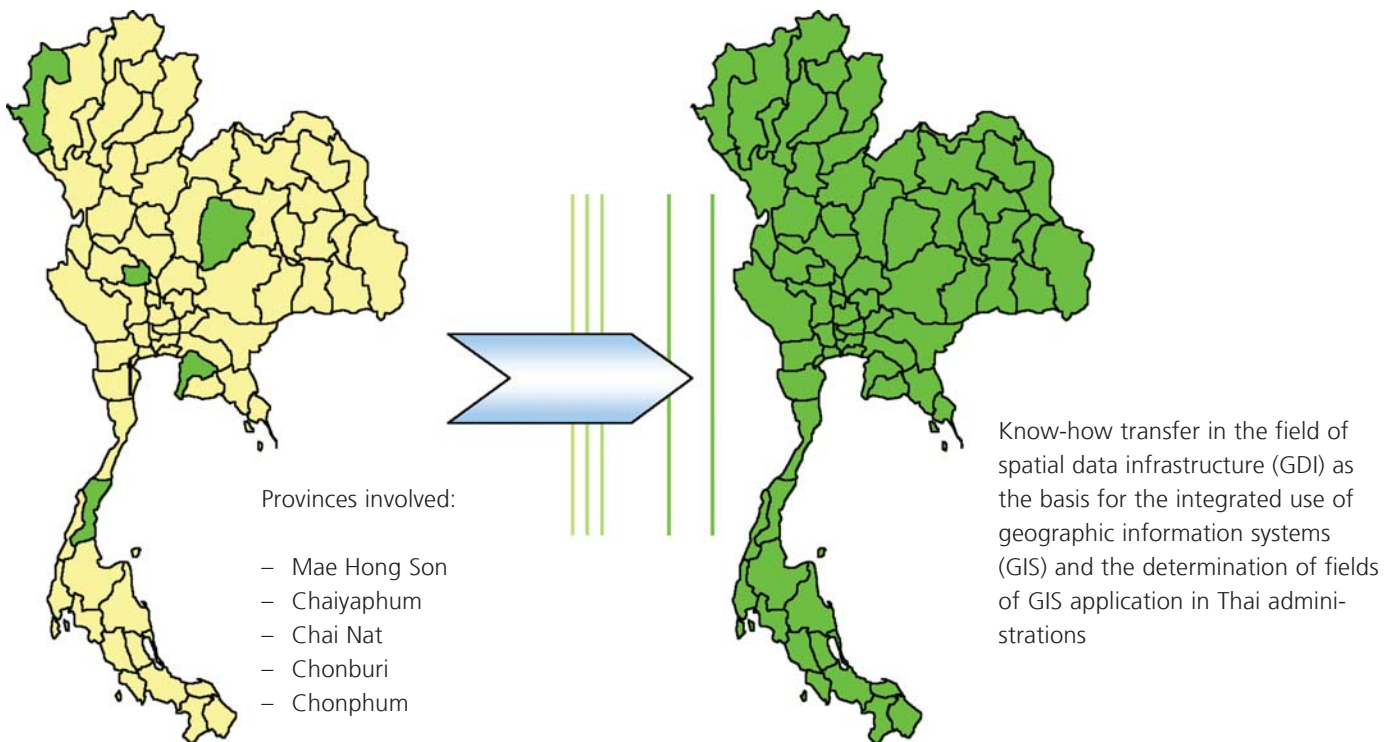 Provinces involved:
– Mae Hong Son
– Chaiyaphum
– Chai Nat
– Chonburi
– Chonphum
Know-how transfer in the field of
spatial data infrastructure (GDI) as
the basis for the integrated use of
geographic information systems
(GIS) and the determination of fields
of GIS application in Thai admini-
strations